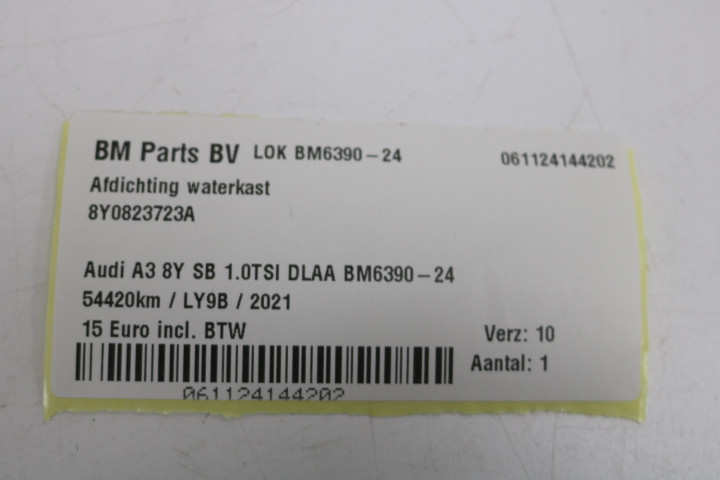 BM Parts BV LOK BM6390-24 061124144202
Afdichting waterkast
8Y0823723A
Audi A3 8Y SB 1.0TSI DLAA BM6390-24
54420km / LY9B / 2021
15 Euro incl. BTW Verz: 10
Aantal: 1
061124144202